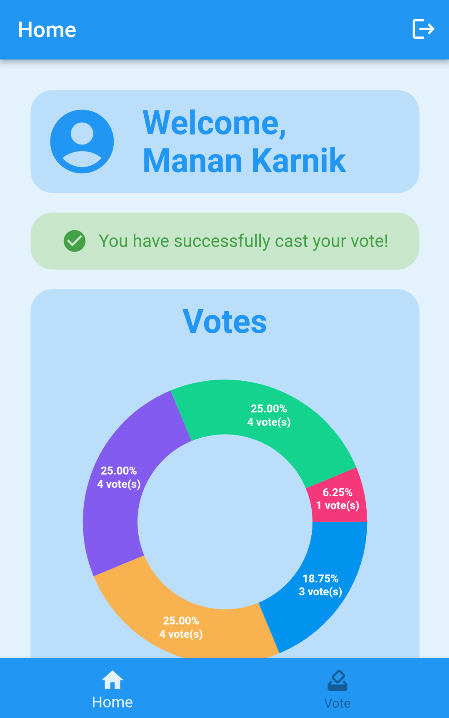 Home
Welcome,
Manan Karnik
You have successfully cast your vote!
Votes
25.00%
4 vote(s)
6.25%
1 vote(s)
25.00%
4 vote(s)
18.75%
3 vote(s)
25.00%
4 vote(s)
Home
Vote